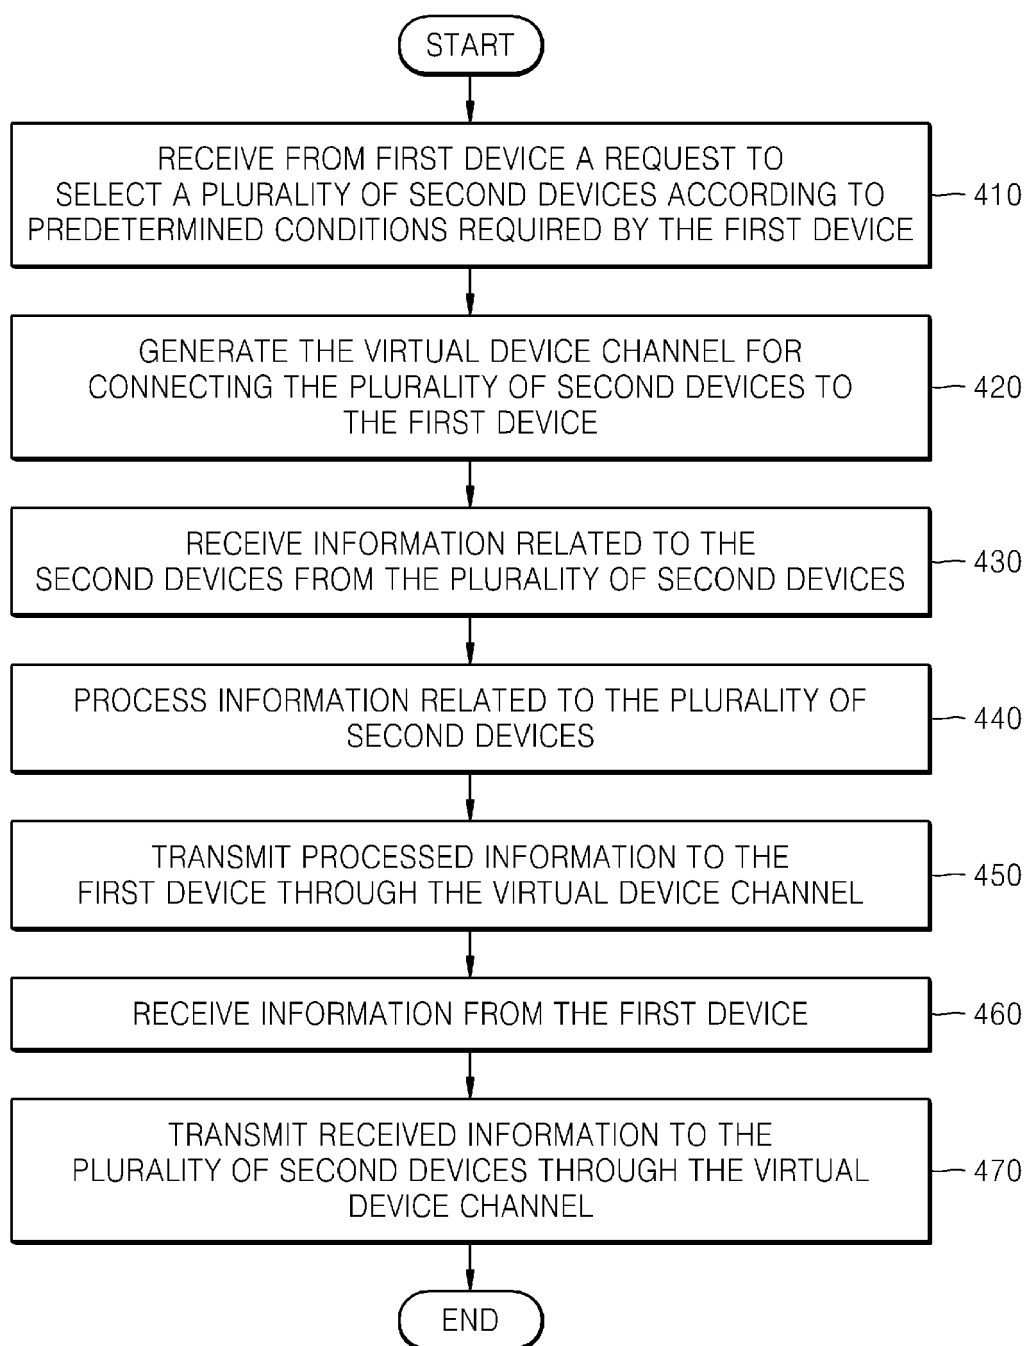 START
RECEIVE FROM FIRST DEVICE A REQUEST TO
SELECT A PLURALITY OF SECOND DEVICES ACCORDING TO
PREDETERMINED CONDITIONS REQUIRED BY THE FIRST DEVICE
410
GENERATE THE VIRTUAL DEVICE CHANNEL FOR
CONNECTING THE PLURALITY OF SECOND DEVICES TO
THE FIRST DEVICE
420
RECEIVE INFORMATION RELATED TO THE
SECOND DEVICES FROM THE PLURALITY OF SECOND DEVICES
430
PROCESS INFORMATION RELATED TO THE PLURALITY OF
SECOND DEVICES
440
TRANSMIT PROCESSED INFORMATION TO THE
FIRST DEVICE THROUGH THE VIRTUAL DEVICE CHANNEL
450
RECEIVE INFORMATION FROM THE FIRST DEVICE
460
TRANSMIT RECEIVED INFORMATION TO THE
PLURALITY OF SECOND DEVICES THROUGH THE VIRTUAL
DEVICE CHANNEL
470
END